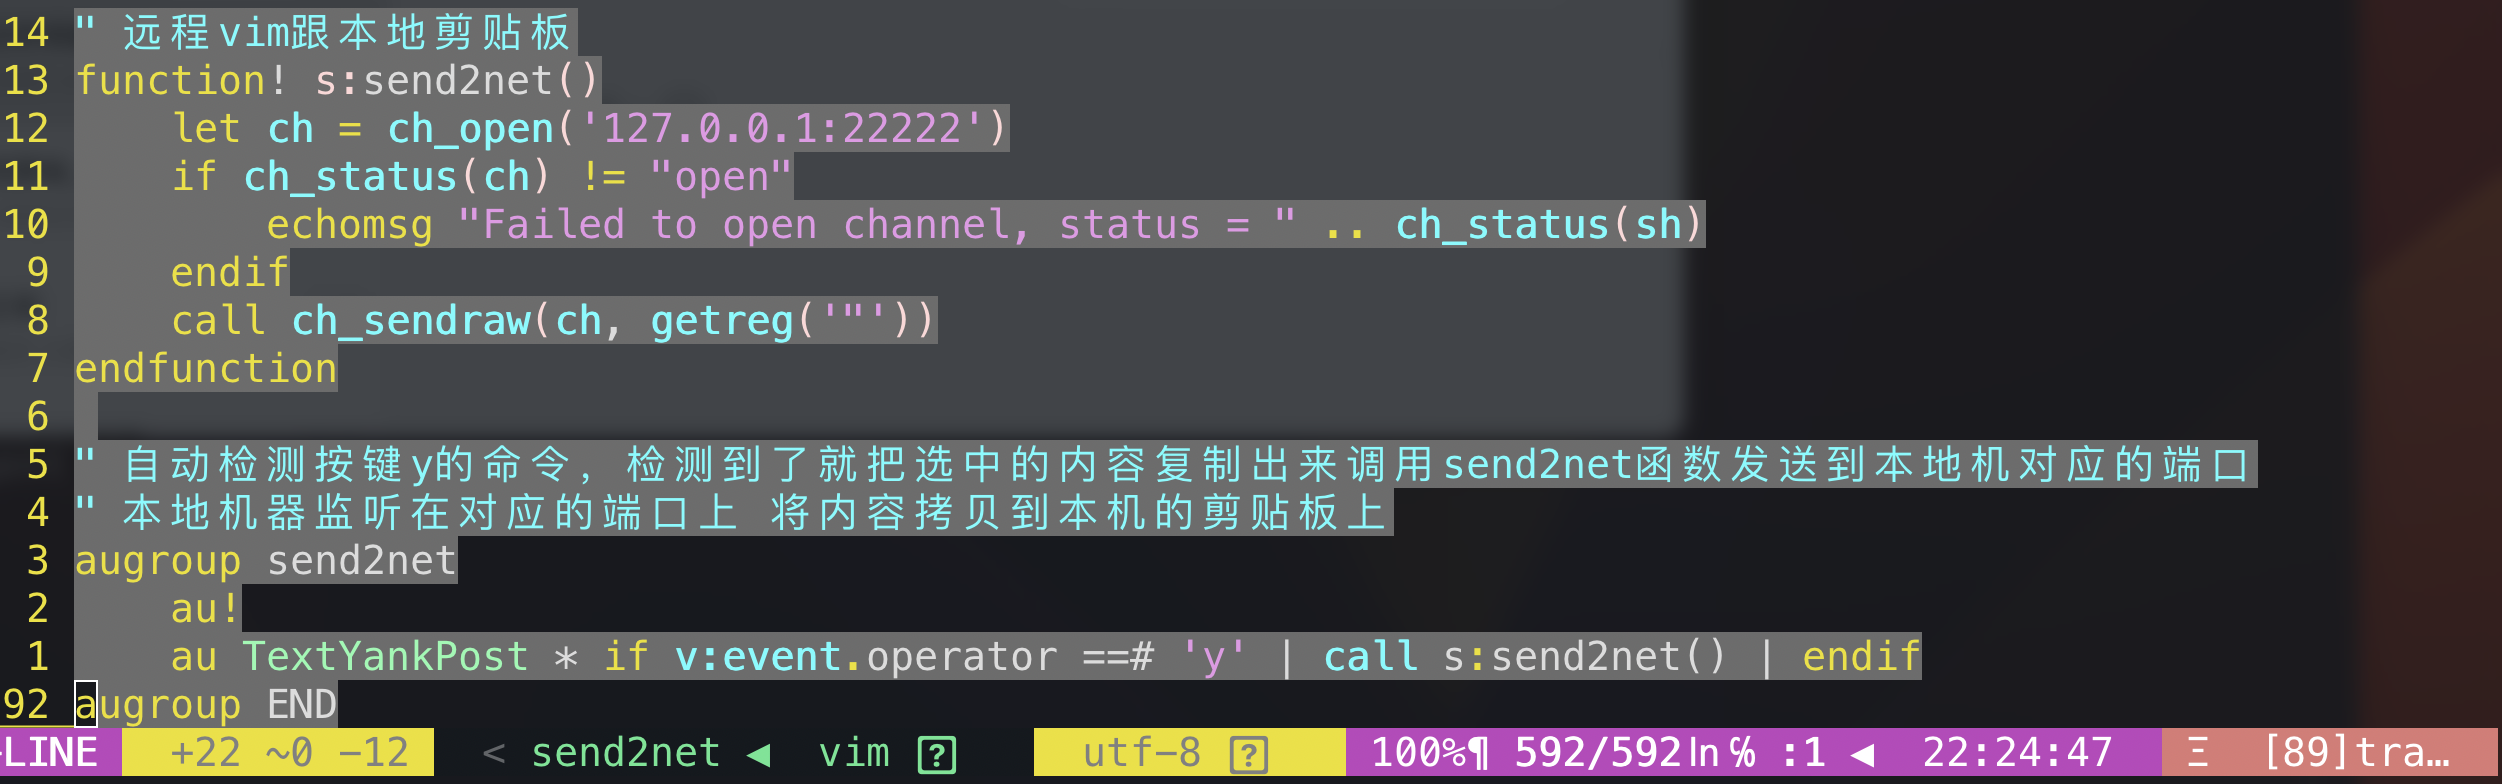 14 " 远程vim跟本地剪贴板
13 function! s:send2net()
12 let ch = ch_open('127.0.0.1:22222')
11 if ch_status(ch) != "open"
10 echomsg "Failed to open channel, status = " .. ch_status(sh)
9 endif
8 call ch_sendraw(ch, getreg('"'))
7 endfunction
6
5 " 自动检测按键y的命令，检测到了就把选中的内容复制出来调用send2net函数发送到本地机对应的端口
4 " 本地机器监听在对应的端口上 将内容拷贝到本机的剪贴板上
3 augroup send2net
2 au!
1 au TextYankPost * if v:event.operator ==# 'y' | call s:send2net() | endif
92 augroup END
-LINE +22 ~0 -12 < send2net ◀ vim utf-8 100%¶ 592/592㏑ ℅ :1 ◀ 22:24:47 Ξ [89]tra…